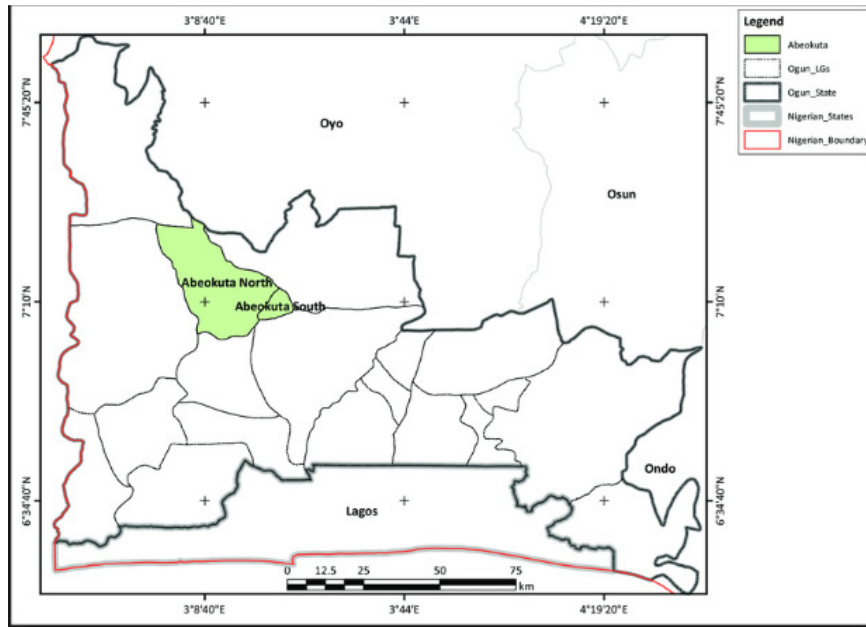 3°8'40"E 3°44'E 4°19'20"E
Legend
Abeokuta
Ogun_LGs
Ogun_State
Nigerian_States
Nigerian_Boundary
7°45'20"N 7°45'20"N
Oyo
Osun
Abeokuta North
7°10'N Abeokuta South 7°10'N
Ondo
6°34'40"N Lagos 6°34'40"N
0 12.5 25 50 75
km
3°8'40"E 3°44'E 4°19'20"E